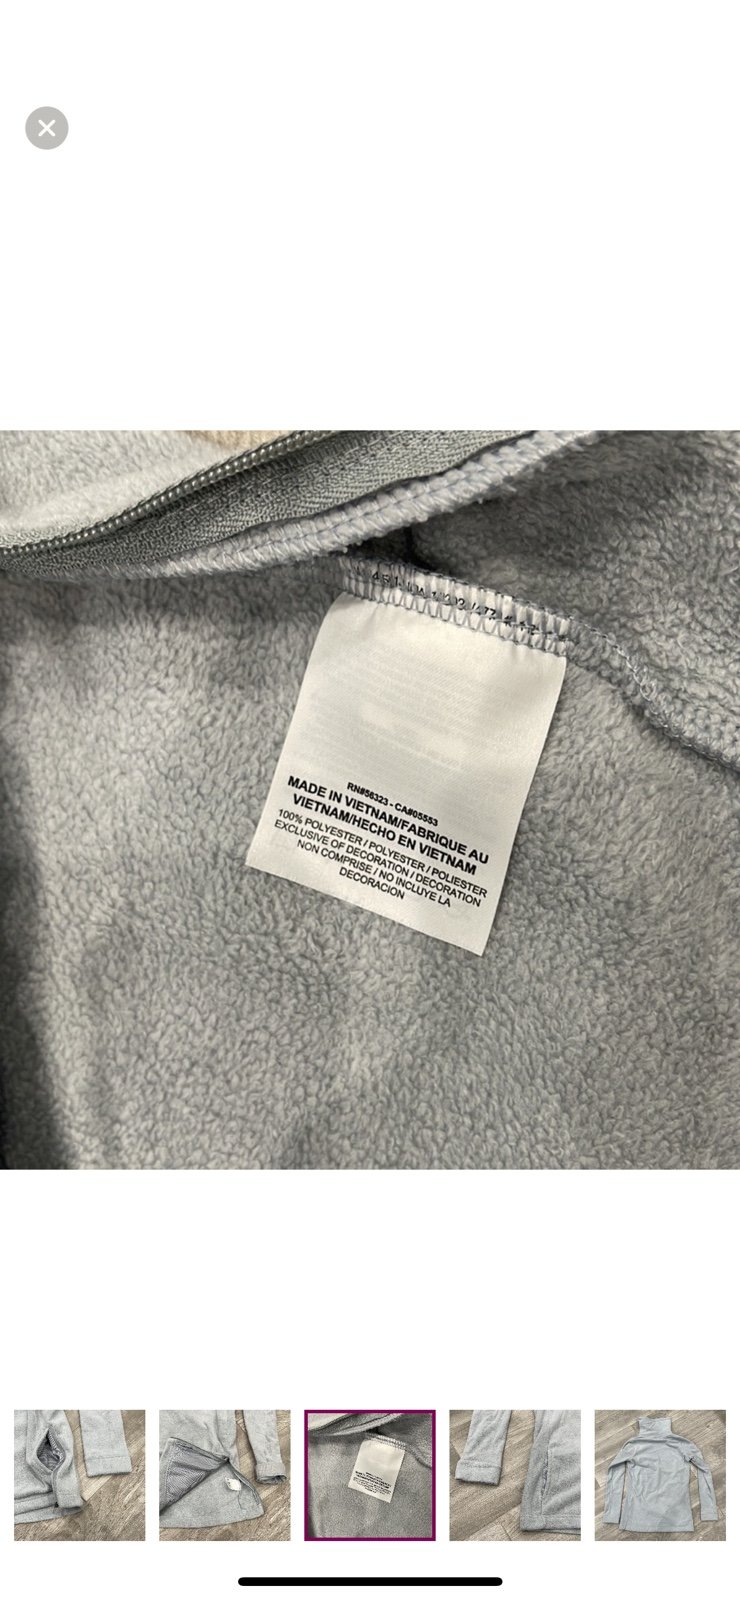 RN#56323 - CA#05553
MADE IN VIETNAM/FABRIQUE AU
VIETNAM/HECHO EN VIETNAM
100% POLYESTER / POLYESTER / POLIESTER
EXCLUSIVE OF DECORATION / DECORATION
NON COMPRISE / NO INCLUYE LA
DECORACION